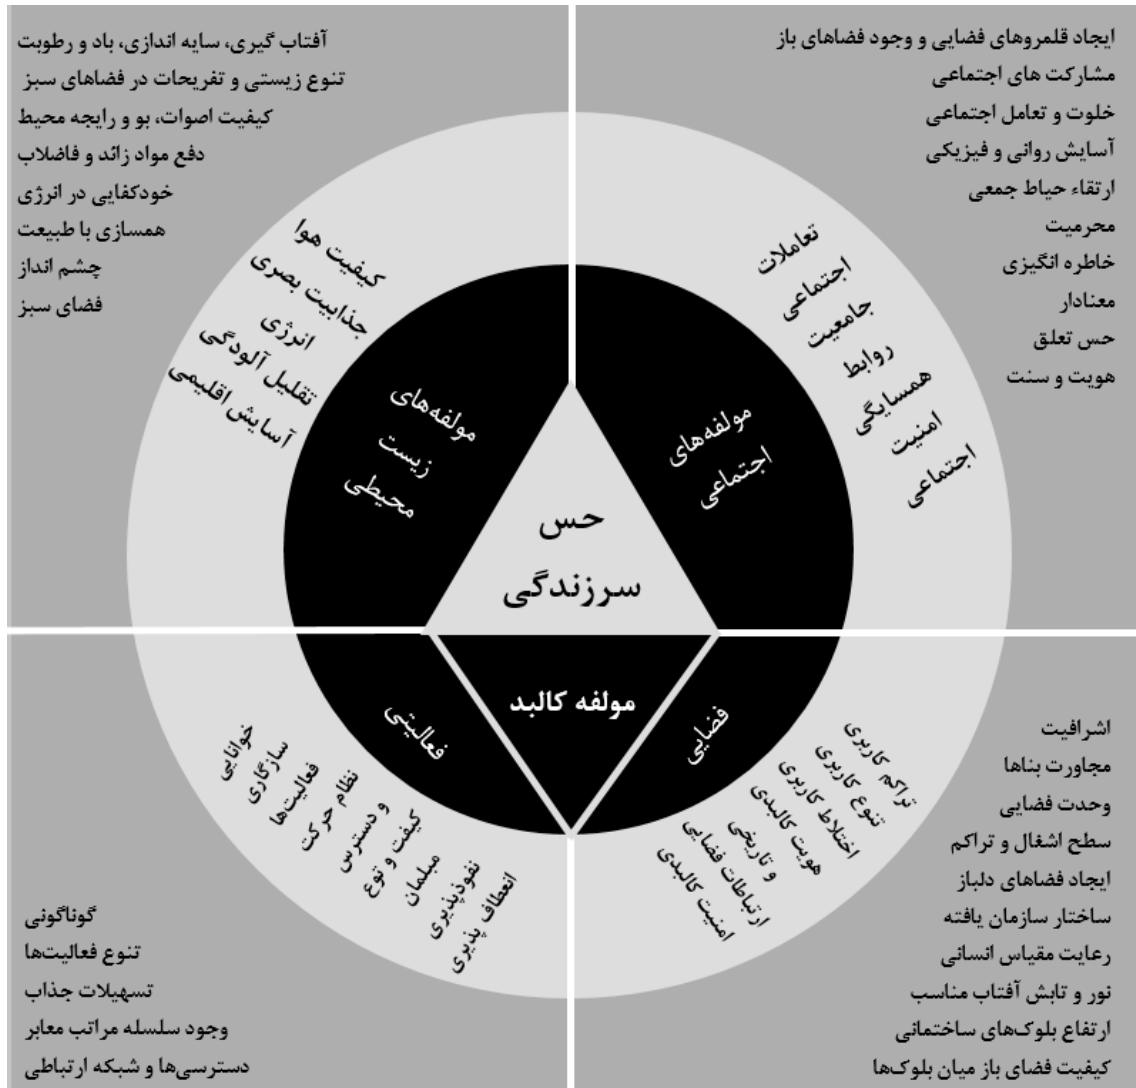 ایجاد قلمروهای فضایی و وجود فضاهای باز
مشارکت های اجتماعی
خلوت و تعامل اجتماعی
آسایش روانی و فیزیکی
ارتقاء حیاط جمعی
محرمیت
خاطره انگیزی
معنادار
حس تعلق
هویت و سنت
آفتاب گیری، سایه اندازی، باد و رطوبت
تنوع زیستی و تفریحات در فضاهای سبز
کیفیت اصوات، بو و رایجه محیط
دفع مواد زائد و فاضلاب
خودکفایی در انرژی
همسازی با طبیعت
چشم انداز
فضای سبز
تعاملات
اجتماعی
جامعیت
روابط
همسایگی
امنیت
اجتماعی
کیفیت هوا
جذابیت بصری
انرژی
تقلیل آلودگی
آسایش اقلیمی
مولفه‌های
اجتماعی
مولفه‌های
زیست
محیطی
حس
سرزندگی
مولفه کالبد
فضایی
فعالیتی
تراکم کاربری
تنوع کاربری
اختلاط کاربری
هویت کالبدی
و تاریخی
ارتباطات فضایی
امنیت کالبدی
خوانایی
سازگاری
فعالیت‌ها
نظام حرکت
و دسترس
کیفت و توع
مبلمان
نفوذپذیری
انعطاف پذیری
اشرافیت
مجاورت بناها
وحدت فضایی
سطح اشغال و تراکم
ایجاد فضاهای دلباز
ساختار سازمان یافته
رعایت مقیاس انسانی
نور و تابش آفتاب مناسب
ارتفاع بلوک‌های ساختمانی
کیفیت فضای باز میان بلوک‌ها
گوناگونی
تنوع فعالیت‌ها
تسهیلات جذاب
وجود سلسله مراتب معابر
دسترسی‌ها و شبکه ارتباطی